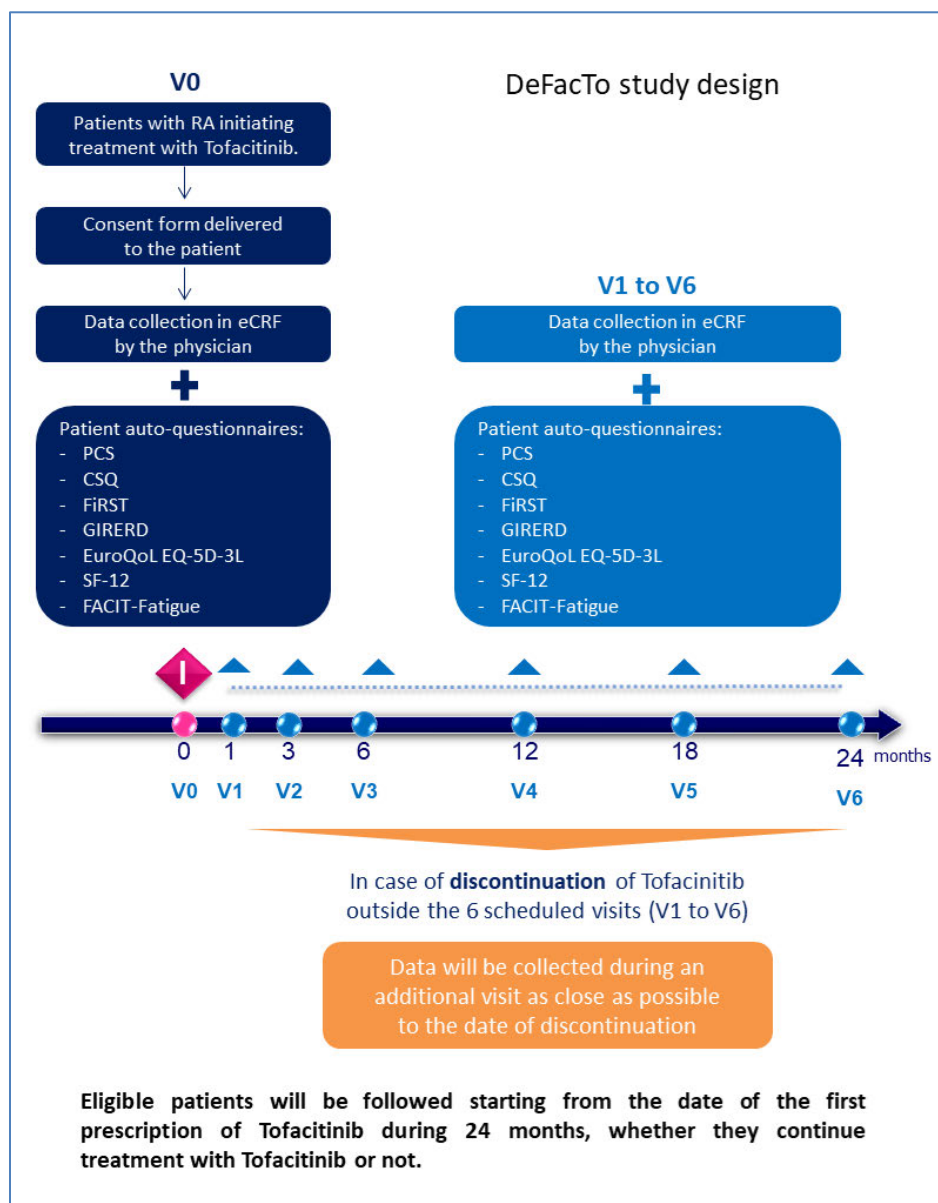 V0
DeFacTo study design
Patients with RA initiating
treatment with Tofacitinib.
Consent form delivered
to the patient
Data collection in eCRF
by the physician
+
Patient auto-questionnaires:
- PCS
- CSQ
- FiRST
- GIRERD
- EuroQoL EQ-5D-3L
- SF-12
- FACIT-Fatigue
V1 to V6
Data collection in eCRF
by the physician
+
Patient auto-questionnaires:
- PCS
- CSQ
- FiRST
- GIRERD
- EuroQoL EQ-5D-3L
- SF-12
- FACIT-Fatigue
I
0 1 3 6 12 18 24 months
V0 V1 V2 V3 V4 V5 V6
In case of discontinuation of Tofacinitib
outside the 6 scheduled visits (V1 to V6)
Data will be collected during an
additional visit as close as possible
to the date of discontinuation
Eligible patients will be followed starting from the date of the first
prescription of Tofacitinib during 24 months, whether they continue
treatment with Tofacitinib or not.